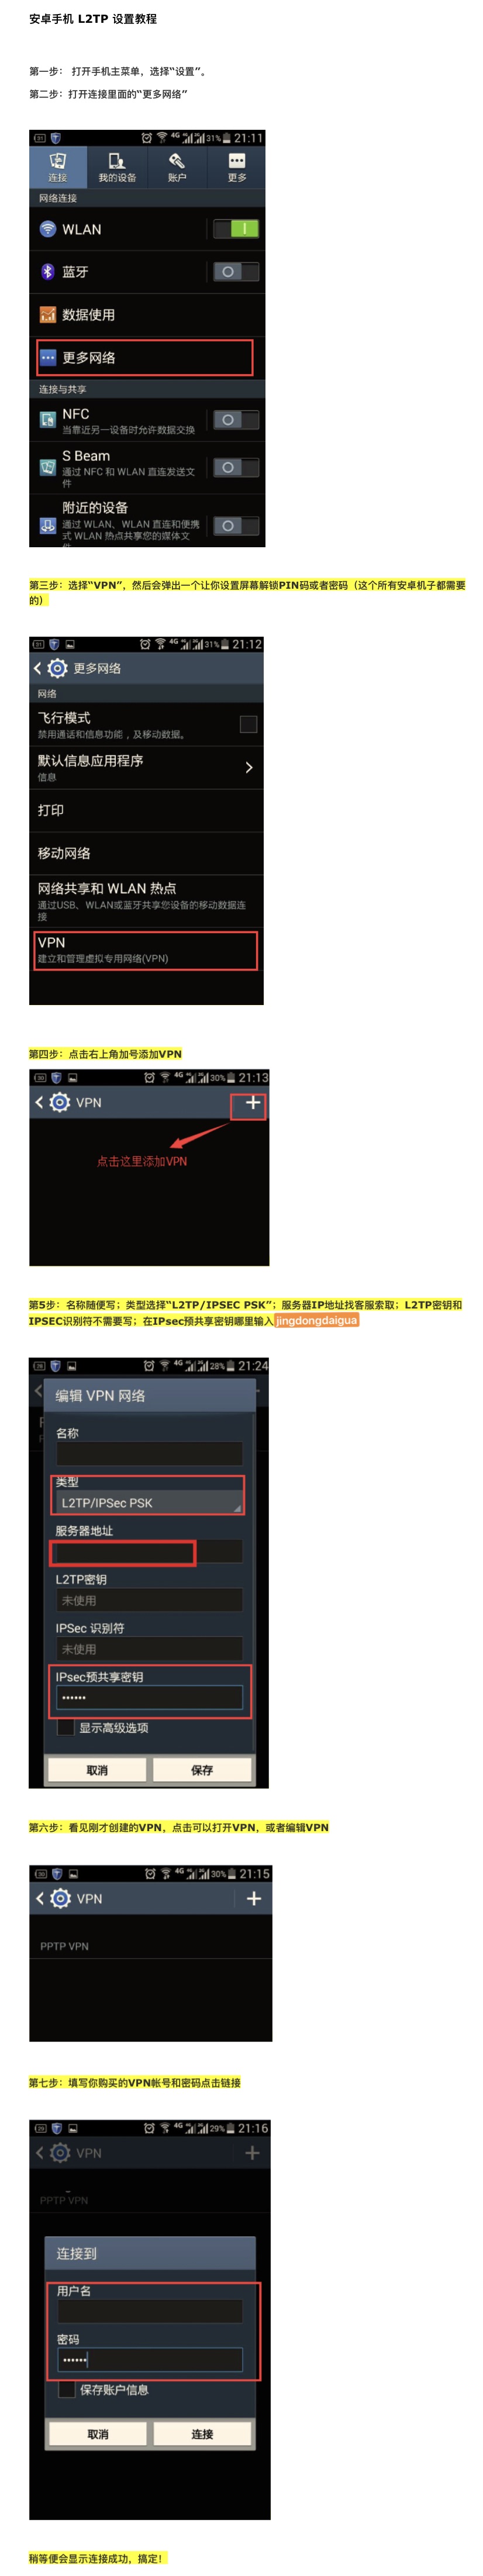 安卓手机 L2TP 设置教程
第一步： 打开手机主菜单，选择“设置”。
第二步：打开连接里面的“更多网络”
31 4G 31% 21:11
连接 我的设备 账户 更多
网络连接
WLAN
蓝牙
数据使用
更多网络
连接与共享
NFC
当靠近另一设备时允许数据交换
S Beam
通过 NFC 和 WLAN 直连发送文
件
附近的设备
通过 WLAN、WLAN 直连和便携
式 WLAN 热点共享您的媒体文
件
第三步：选择“VPN”，然后会弹出一个让你设置屏幕解锁PIN码或者密码（这个所有安卓机子都需要
的）
31 4G 31% 21:12
更多网络
网络
飞行模式
禁用通话和信息功能，及移动数据。
默认信息应用程序
信息
打印
移动网络
网络共享和 WLAN 热点
通过USB、WLAN或蓝牙共享您设备的移动数据连
接
VPN
建立和管理虚拟专用网络(VPN)
第四步：点击右上角加号添加VPN
30 4G 30% 21:13
VPN +
点击这里添加VPN
第5步：名称随便写；类型选择“L2TP/IPSEC PSK”；服务器IP地址找客服索取；L2TP密钥和
IPSEC识别符不需要写；在IPsec预共享密钥哪里输入 jingdongdaigua
28 4G 28% 21:24
编辑 VPN 网络
名称
类型
L2TP/IPSec PSK
服务器地址
L2TP密钥
未使用
IPSec 识别符
未使用
IPsec预共享密钥
••••••
显示高级选项
取消 保存
第六步：看见刚才创建的VPN，点击可以打开VPN，或者编辑VPN
30 4G 30% 21:15
VPN +
PPTP VPN
第七步：填写你购买的VPN帐号和密码点击链接
29 4G 29% 21:16
VPN +
PPTP VPN
连接到
用户名
密码
••••••
保存账户信息
取消 连接
稍等便会显示连接成功，搞定！